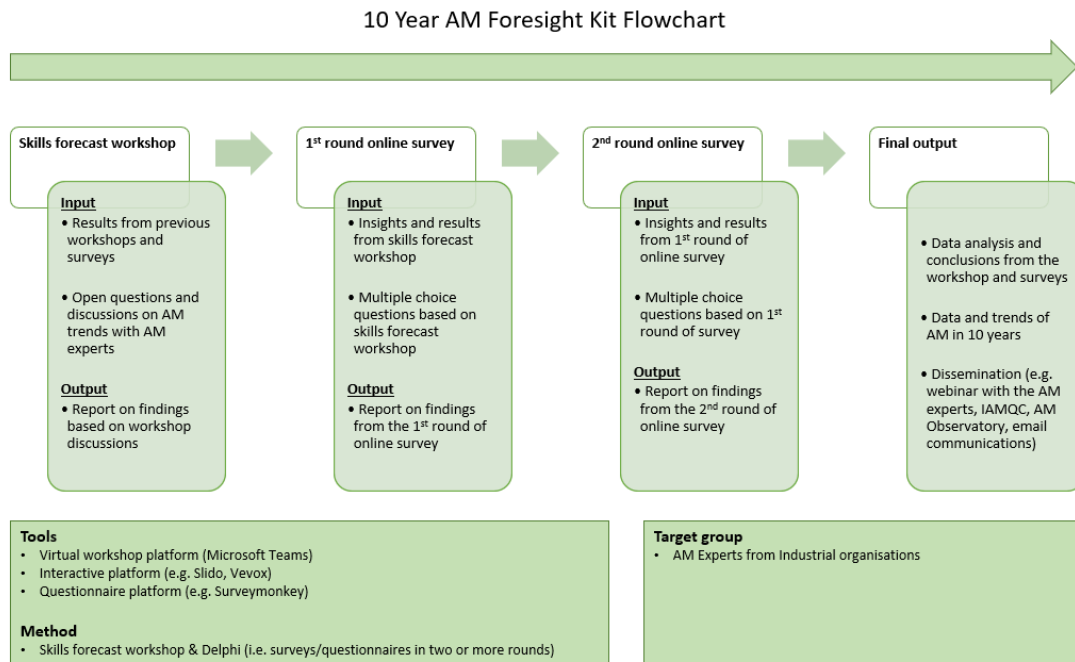 10 Year AM Foresight Kit Flowchart
Skills forecast workshop
Input
• Results from previous
workshops and
surveys
• Open questions and
discussions on AM
trends with AM
experts
Output
• Report on findings
based on workshop
discussions
1st round online survey
Input
• Insights and results
from skills forecast
workshop
• Multiple choice
questions based on
skills forecast
workshop
Output
• Report on findings
from the 1st round of
online survey
2nd round online survey
Input
• Insights and results
from 1st round of
online survey
• Multiple choice
questions based on 1st
round of survey
Output
• Report on findings
from the 2nd round of
online survey
Final output
• Data analysis and
conclusions from the
workshop and surveys
• Data and trends of
AM in 10 years
• Dissemination (e.g.
webinar with the AM
experts, IAMQC, AM
Observatory, email
communications)
Tools
• Virtual workshop platform (Microsoft Teams)
• Interactive platform (e.g. Slido, Vevox)
• Questionnaire platform (e.g. Surveymonkey)
Method
• Skills forecast workshop & Delphi (i.e. surveys/questionnaires in two or more rounds)
Target group
• AM Experts from Industrial organisations